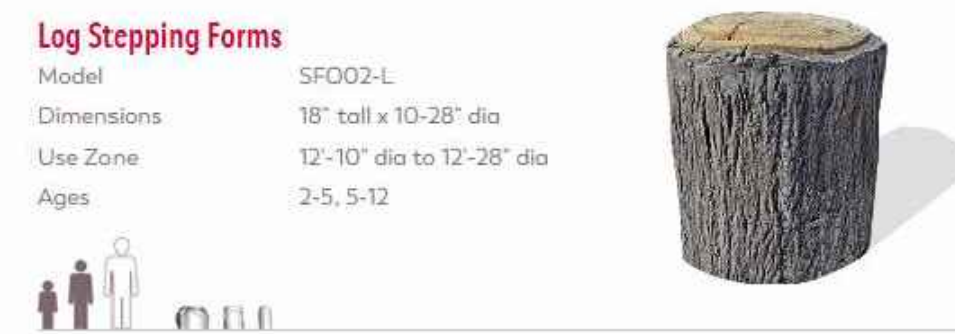 Log Stepping Forms
Model SF002-L
Dimensions 18" tall x 10-28" dia
Use Zone 12'-10" dia to 12'-28" dia
Ages 2-5, 5-12